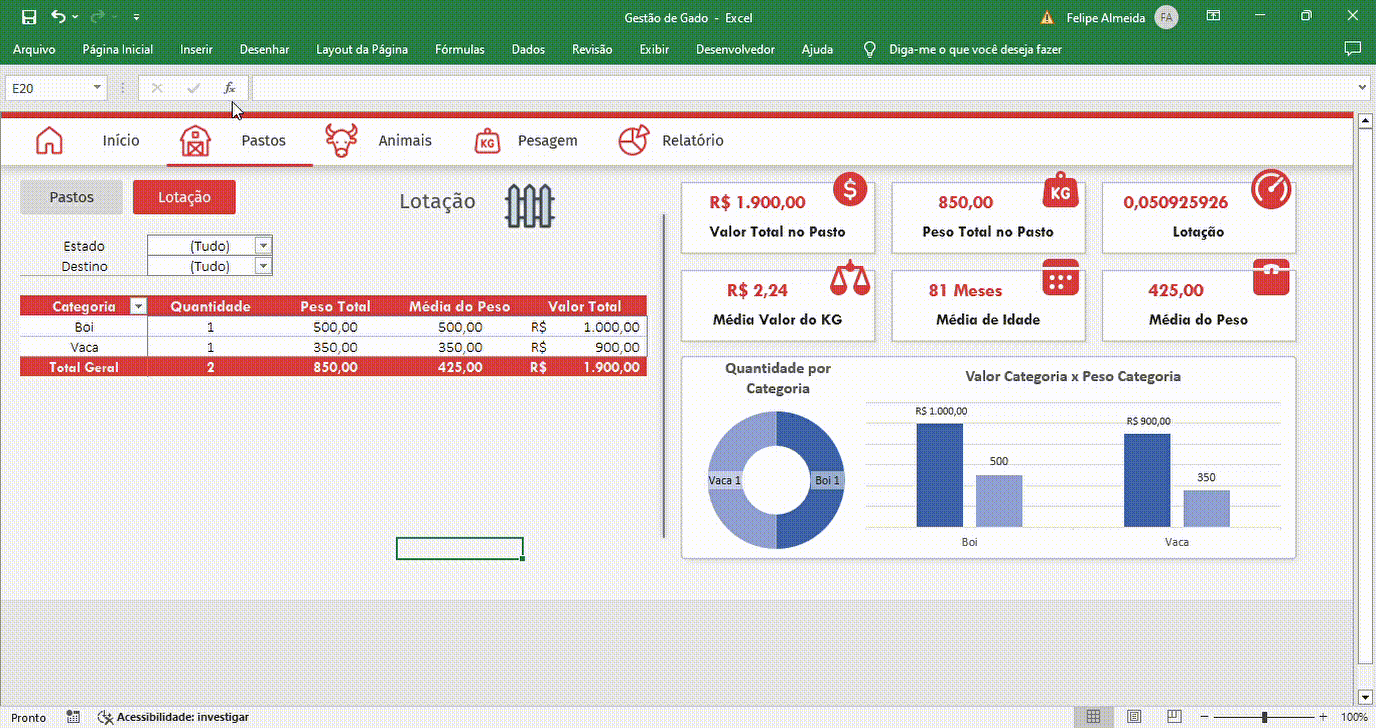 Gestão de Gado - Excel
Felipe Almeida
FA
Arquivo Página Inicial Inserir Desenhar Layout da Página Fórmulas Dados Revisão Exibir Desenvolvedor Ajuda Diga-me o que você deseja fazer
E20
fx
Início Pastos Animais KG Pesagem Relatório
Pastos Lotação
Lotação
Estado (Tudo)
Destino (Tudo)
Categoria Quantidade Peso Total Média do Peso Valor Total
Boi 1 500,00 500,00 R$ 1.000,00
Vaca 1 350,00 350,00 R$ 900,00
Total Geral 2 850,00 425,00 R$ 1.900,00
$
R$ 1.900,00
Valor Total no Pasto
KG
850,00
Peso Total no Pasto
0,050925926
Lotação
R$ 2,24
Média Valor do KG
81 Meses
Média de Idade
425,00
Média do Peso
Quantidade por
Categoria
Vaca 1
Boi 1
Valor Categoria x Peso Categoria
R$ 1.000,00
500
R$ 900,00
350
Boi
Vaca
Pronto
Acessibilidade: investigar
100%